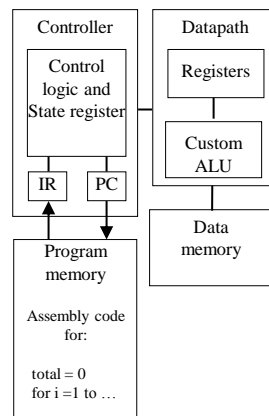 Controller
Control
logic and
State register
IR
PC
Datapath
Registers
Custom
ALU
Data
memory
Program
memory
Assembly code
for:
total = 0
for i =1 to …